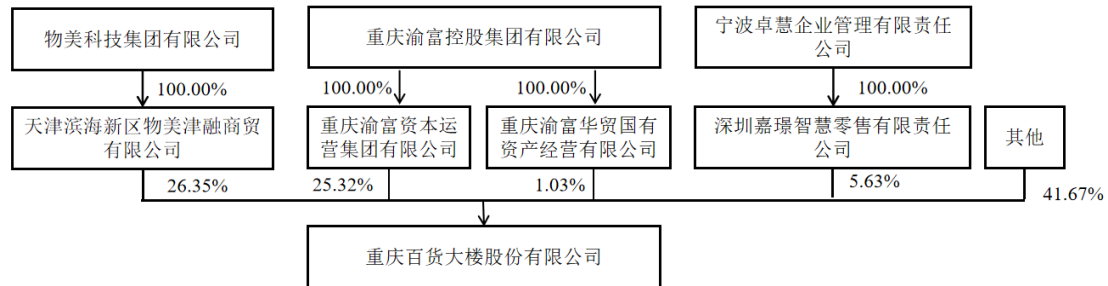 物美科技集团有限公司
重庆渝富控股集团有限公司
宁波卓慧企业管理有限责任
公司
100.00%
100.00%
100.00%
100.00%
天津滨海新区物美津融商贸
有限公司
重庆渝富资本运
营集团有限公司
重庆渝富华贸国有
资产经营有限公司
深圳嘉璟智慧零售有限责任
公司
其他
26.35%
25.32%
1.03%
5.63%
41.67%
重庆百货大楼股份有限公司